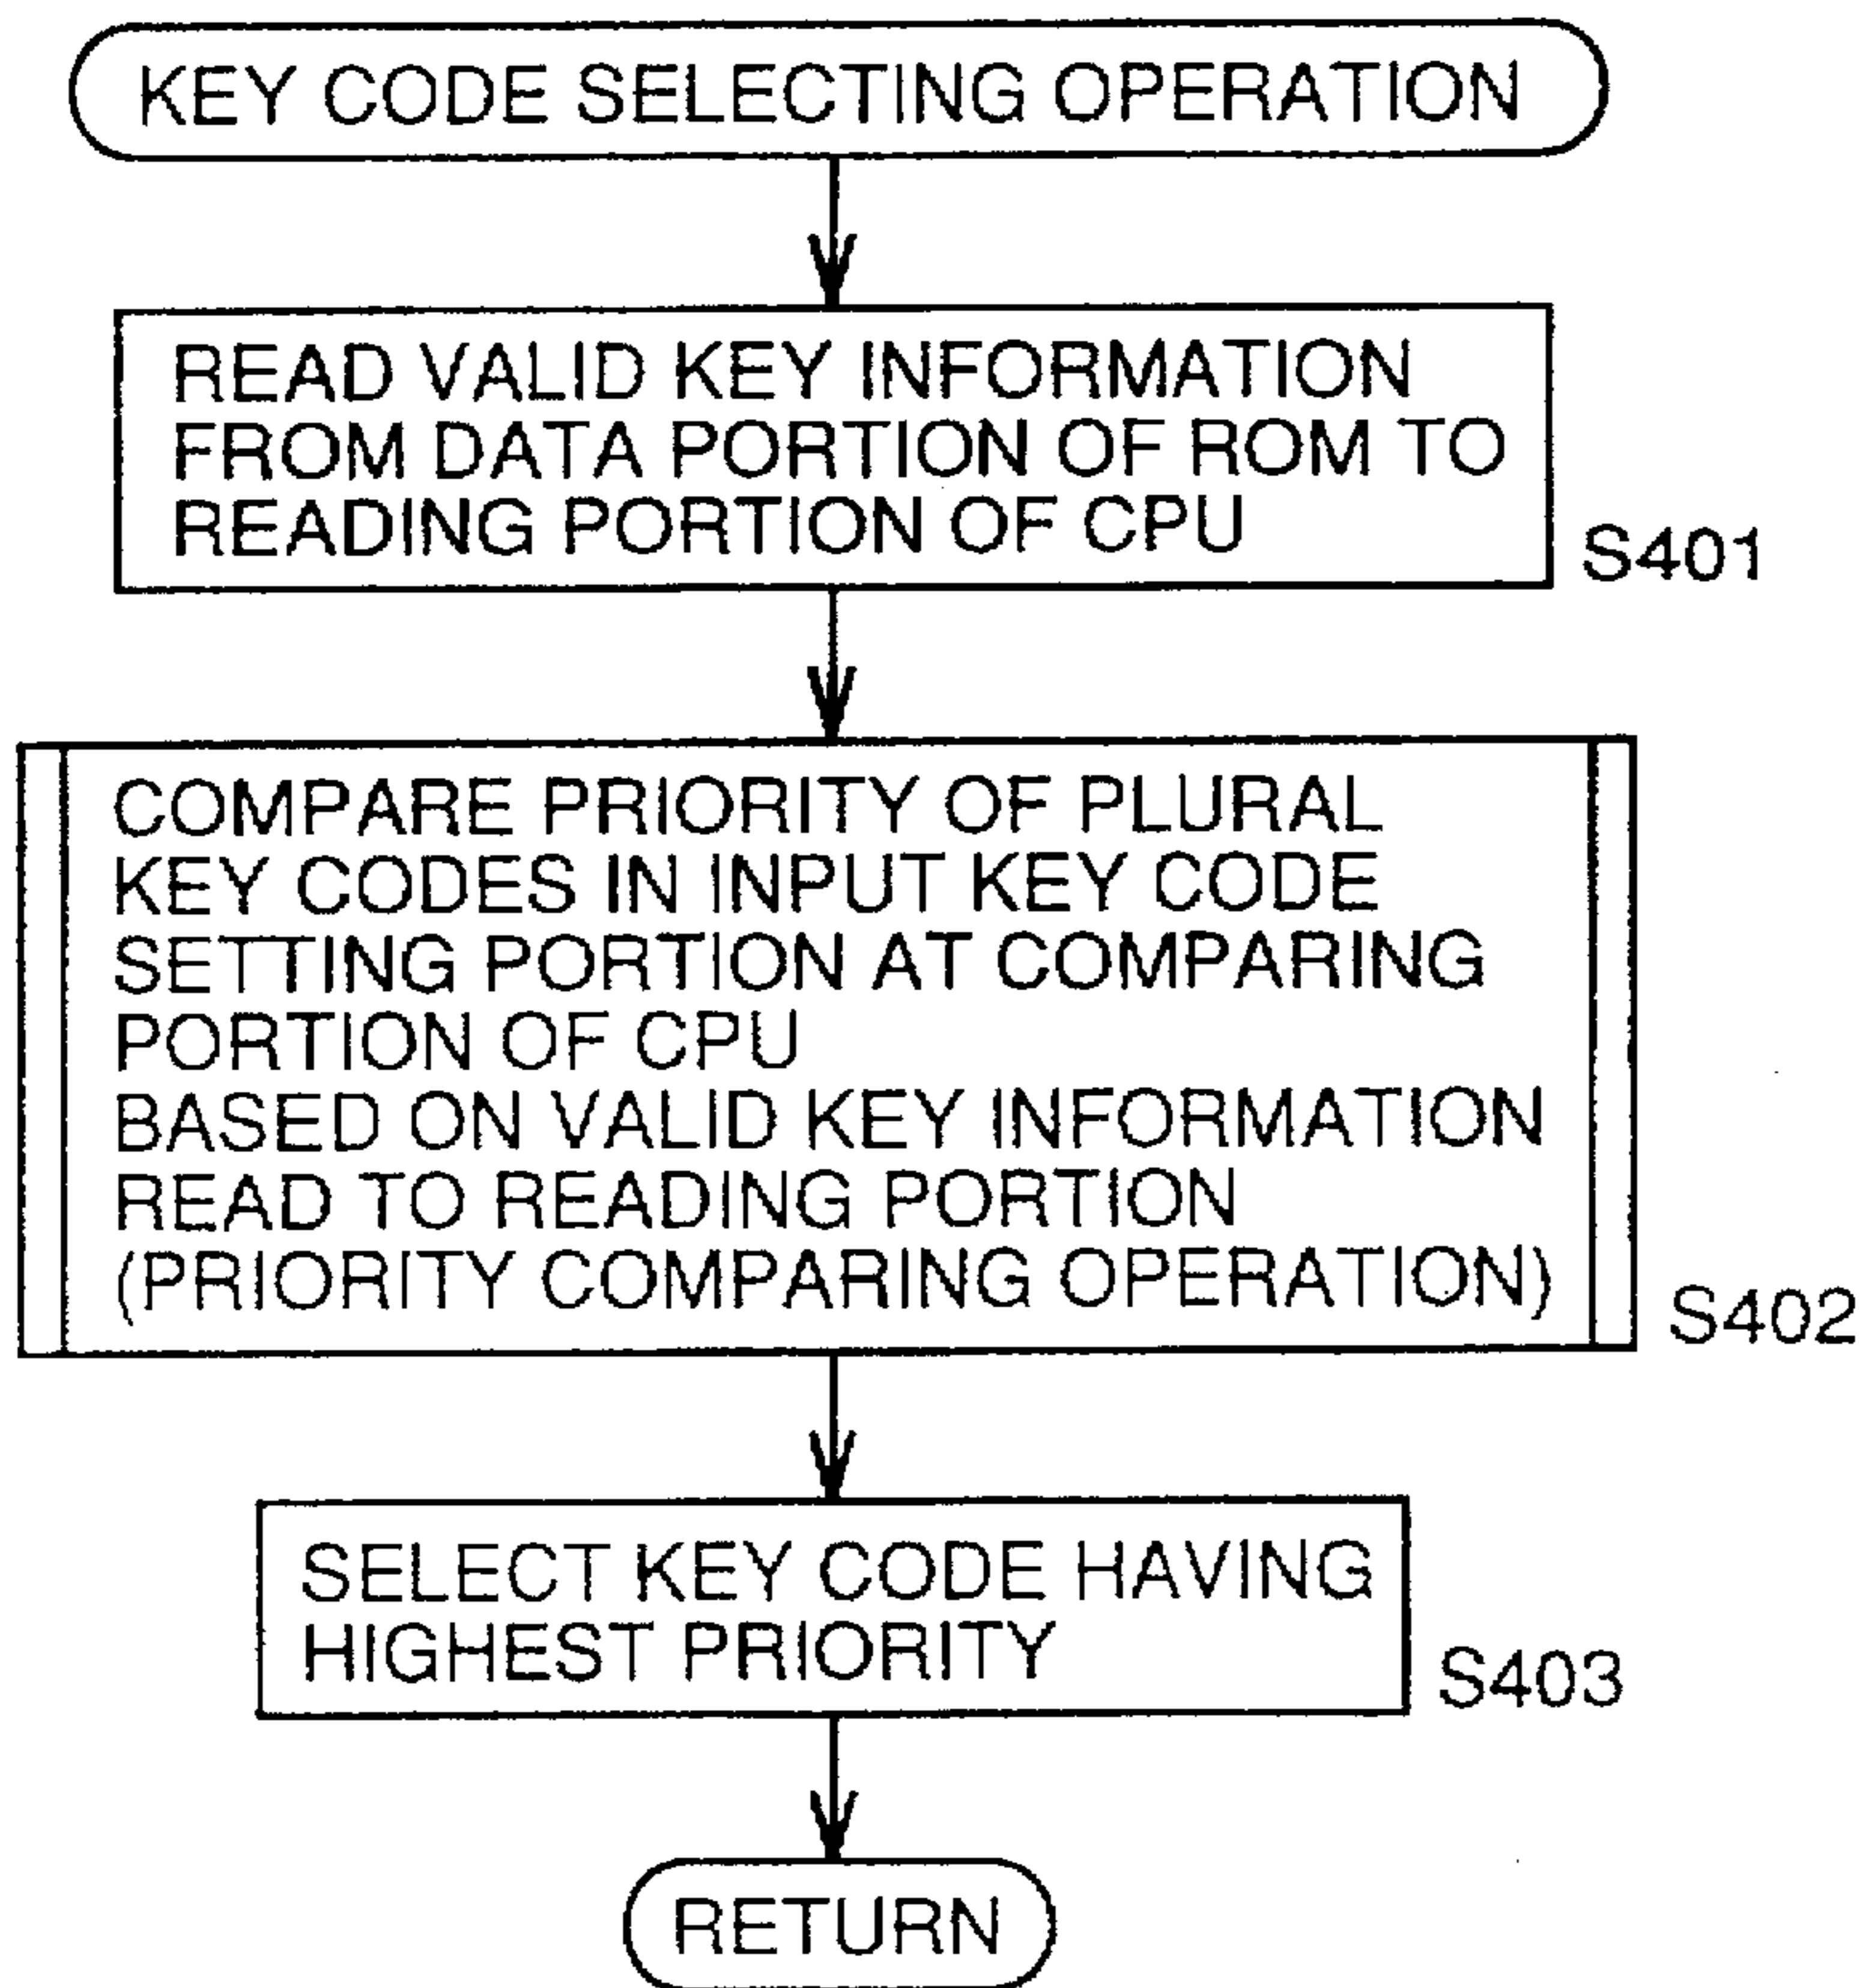 KEY CODE SELECTING OPERATION
READ VALID KEY INFORMATION
FROM DATA PORTION OF ROM TO
READING PORTION OF CPU
S401
COMPARE PRIORITY OF PLURAL
KEY CODES IN INPUT KEY CODE
SETTING PORTION AT COMPARING
PORTION OF CPU
BASED ON VALID KEY INFORMATION
READ TO READING PORTION
(PRIORITY COMPARING OPERATION)
S402
SELECT KEY CODE HAVING
HIGHEST PRIORITY
S403
RETURN